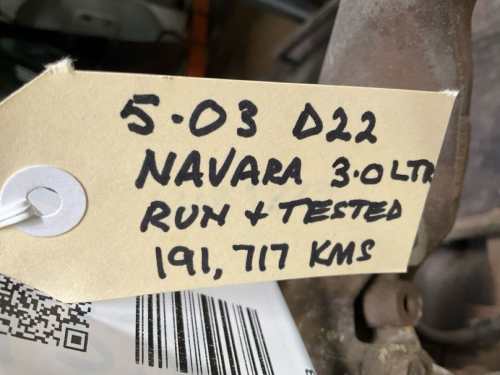 5·03 D22
NAVARA 3.0LTR
RUN + TESTED
191,717 KMS